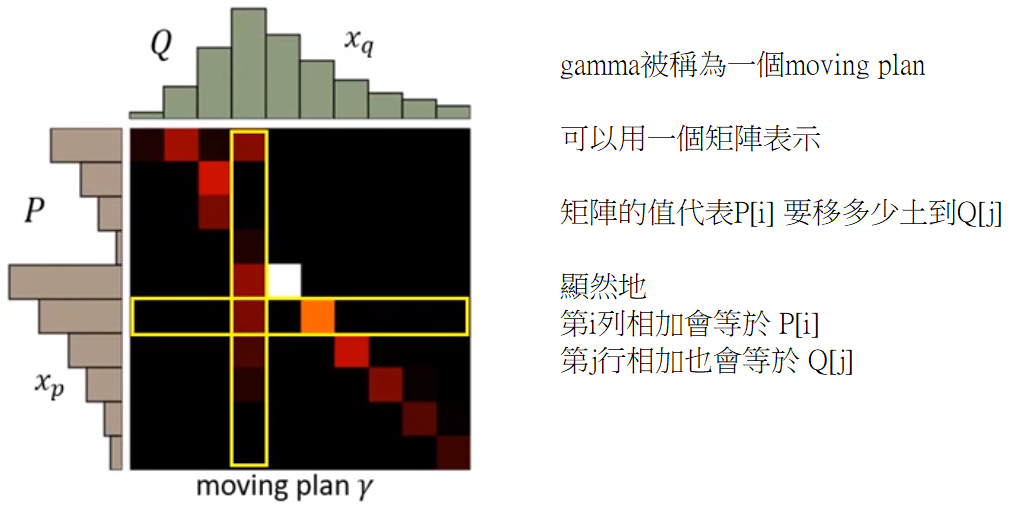 Q
x_q
P
x_p
moving plan γ
gamma被稱為一個moving plan
可以用一個矩陣表示
矩陣的值代表P[i] 要移多少土到Q[j]
顯然地
第i列相加會等於 P[i]
第j行相加也會等於 Q[j]